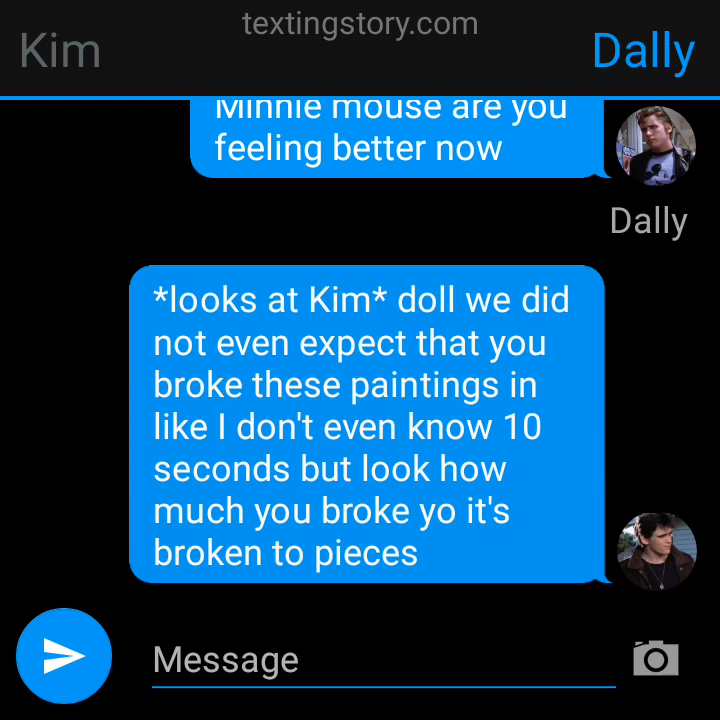 textingstory.com
Kim
Dally
Minnie mouse are you
feeling better now
Dally
*looks at Kim* doll we did
not even expect that you
broke these paintings in
like I don't even know 10
seconds but look how
much you broke yo it's
broken to pieces
Message